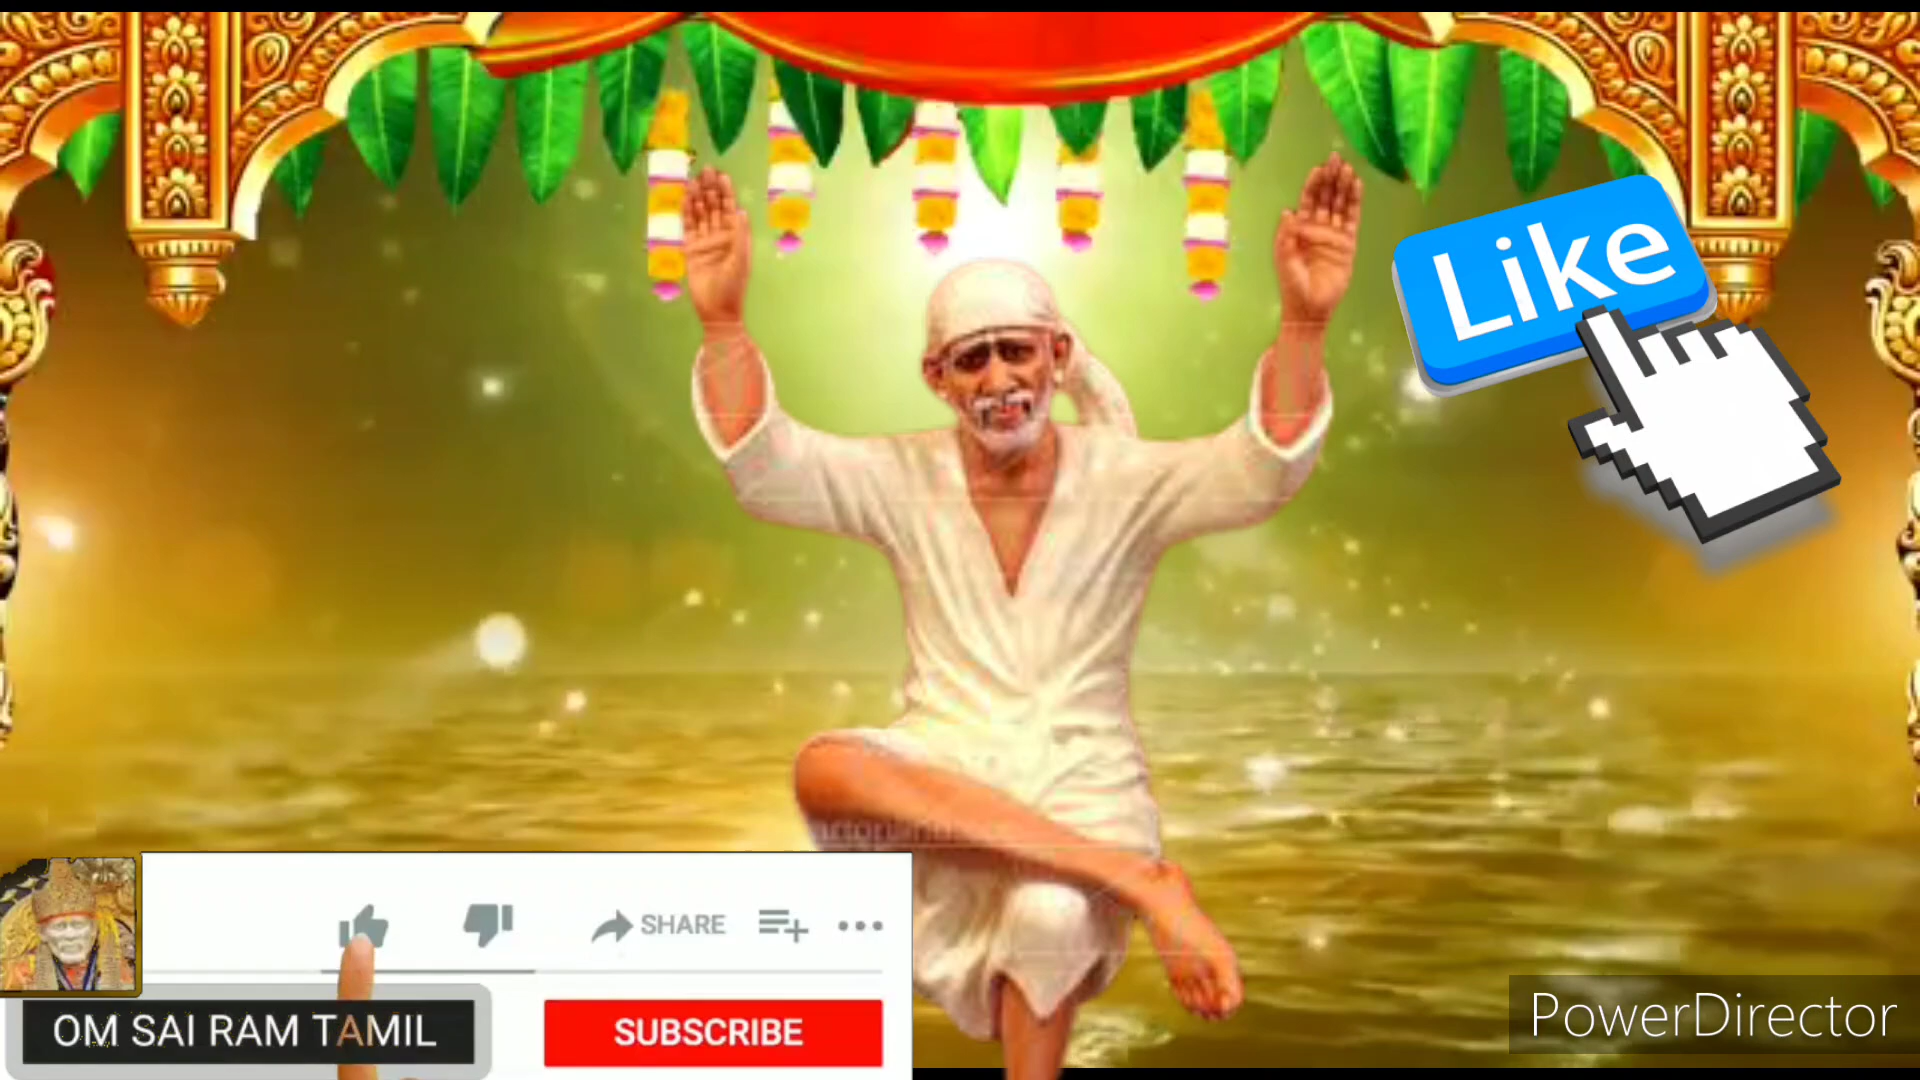 Like
SHARE
OM SAI RAM TAMIL
SUBSCRIBE
PowerDirector